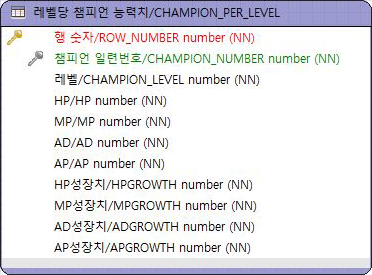 레벨당 챔피언 능력치/CHAMPION_PER_LEVEL
행 숫자/ROW_NUMBER number (NN)
챔피언 일련번호/CHAMPION_NUMBER number (NN)
레벨/CHAMPION_LEVEL number (NN)
HP/HP number (NN)
MP/MP number (NN)
AD/AD number (NN)
AP/AP number (NN)
HP성장치/HPGROWTH number (NN)
MP성장치/MPGROWTH number (NN)
AD성장치/ADGROWTH number (NN)
AP성장치/APGROWTH number (NN)